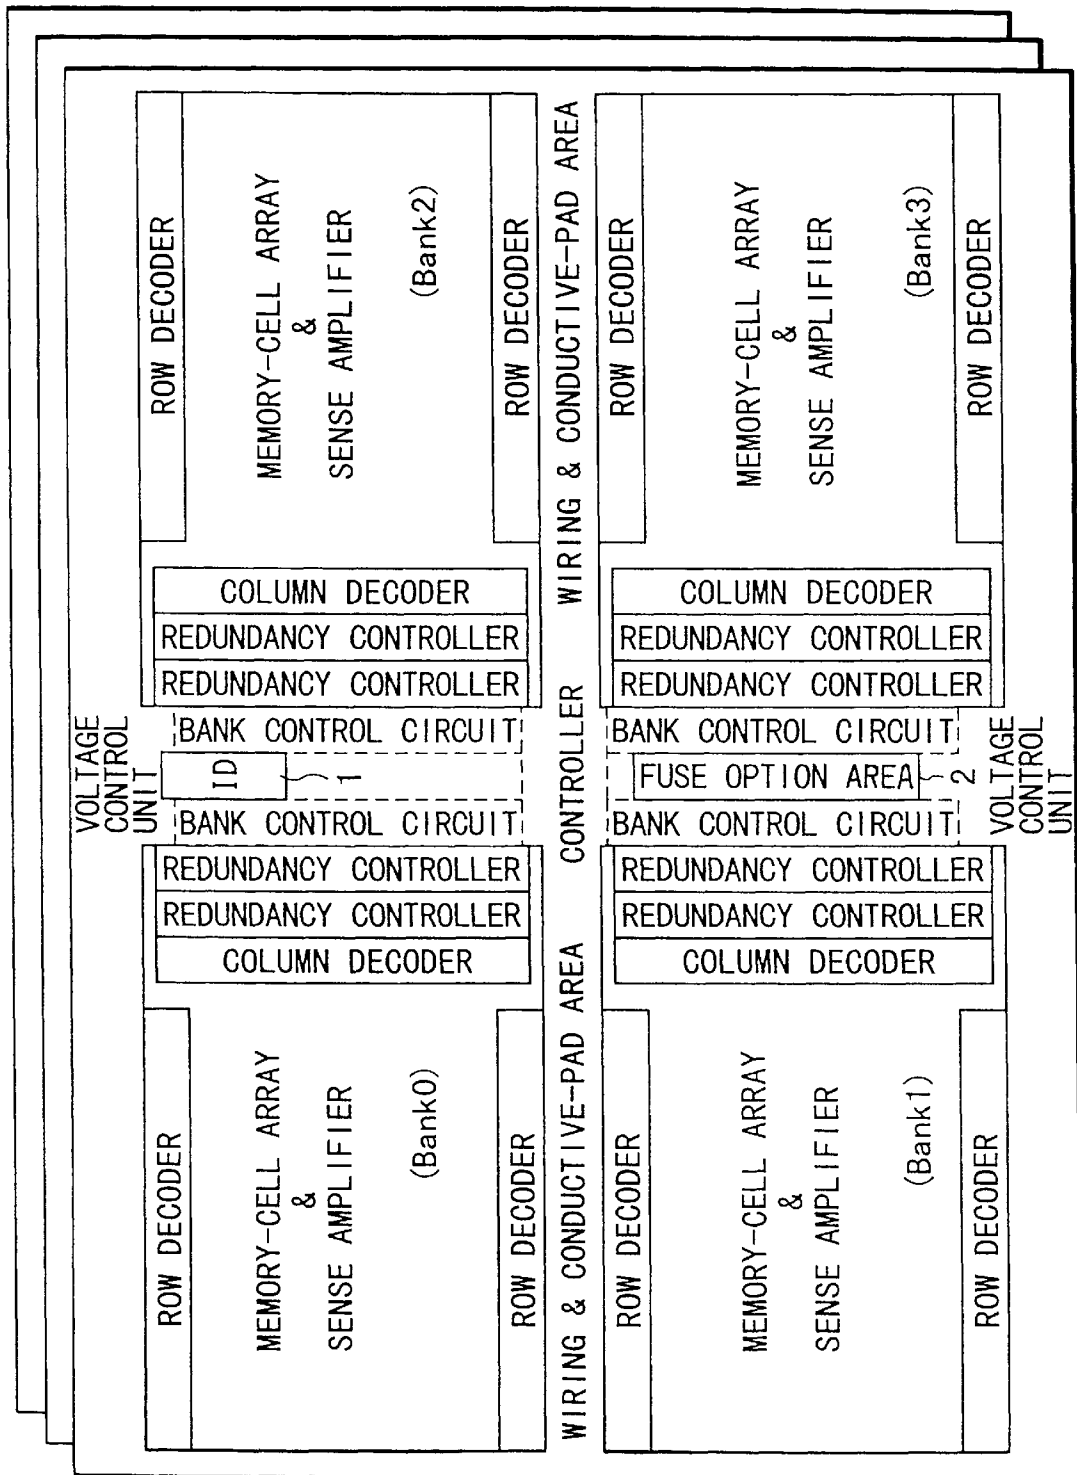 ROW DECODER
MEMORY-CELL ARRAY
&
SENSE AMPLIFIER
(Bank2)
ROW DECODER
COLUMN DECODER
REDUNDANCY CONTROLLER
REDUNDANCY CONTROLLER
WIRING & CONDUCTIVE-PAD AREA
ROW DECODER
MEMORY-CELL ARRAY
&
SENSE AMPLIFIER
(Bank3)
ROW DECODER
COLUMN DECODER
REDUNDANCY CONTROLLER
REDUNDANCY CONTROLLER
VOLTAGE
CONTROL
UNIT
BANK CONTROL CIRCUIT
ID
1
BANK CONTROL CIRCUIT
CONTROLLER
BANK CONTROL CIRCUIT
FUSE OPTION AREA
2
BANK CONTROL CIRCUIT
VOLTAGE
CONTROL
UNIT
REDUNDANCY CONTROLLER
REDUNDANCY CONTROLLER
COLUMN DECODER
ROW DECODER
MEMORY-CELL ARRAY
&
SENSE AMPLIFIER
(Bank0)
ROW DECODER
WIRING & CONDUCTIVE-PAD AREA
REDUNDANCY CONTROLLER
REDUNDANCY CONTROLLER
COLUMN DECODER
ROW DECODER
MEMORY-CELL ARRAY
&
SENSE AMPLIFIER
(Bank1)
ROW DECODER